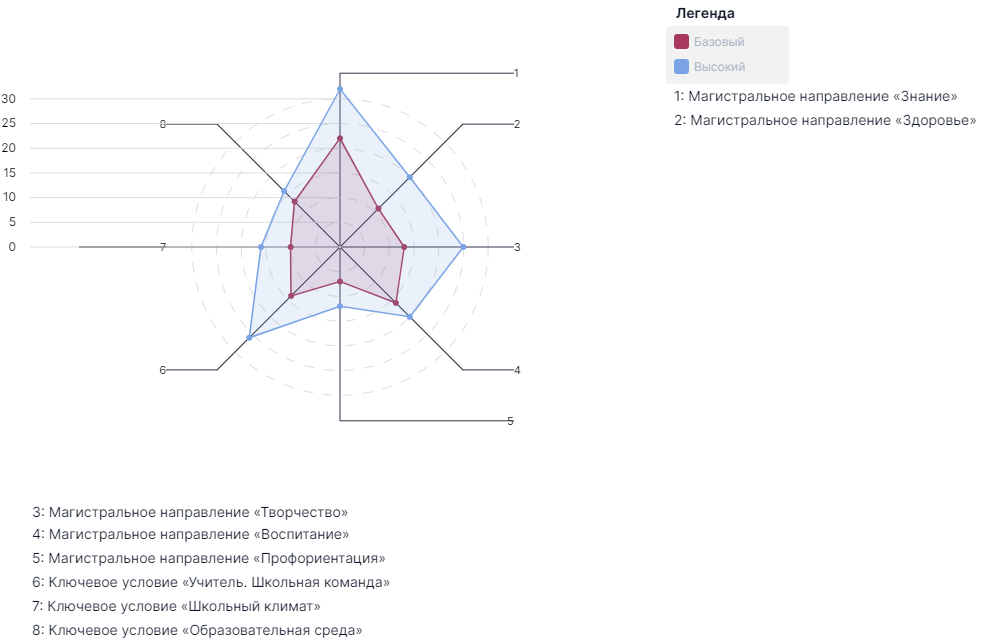 Легенда
Базовый
Высокий
1: Магистральное направление «Знание»
2: Магистральное направление «Здоровье»
1
30
25
8
2
20
15
10
5
0
7
3
6
4
5
3: Магистральное направление «Творчество»
4: Магистральное направление «Воспитание»
5: Магистральное направление «Профориентация»
6: Ключевое условие «Учитель. Школьная команда»
7: Ключевое условие «Школьный климат»
8: Ключевое условие «Образовательная среда»